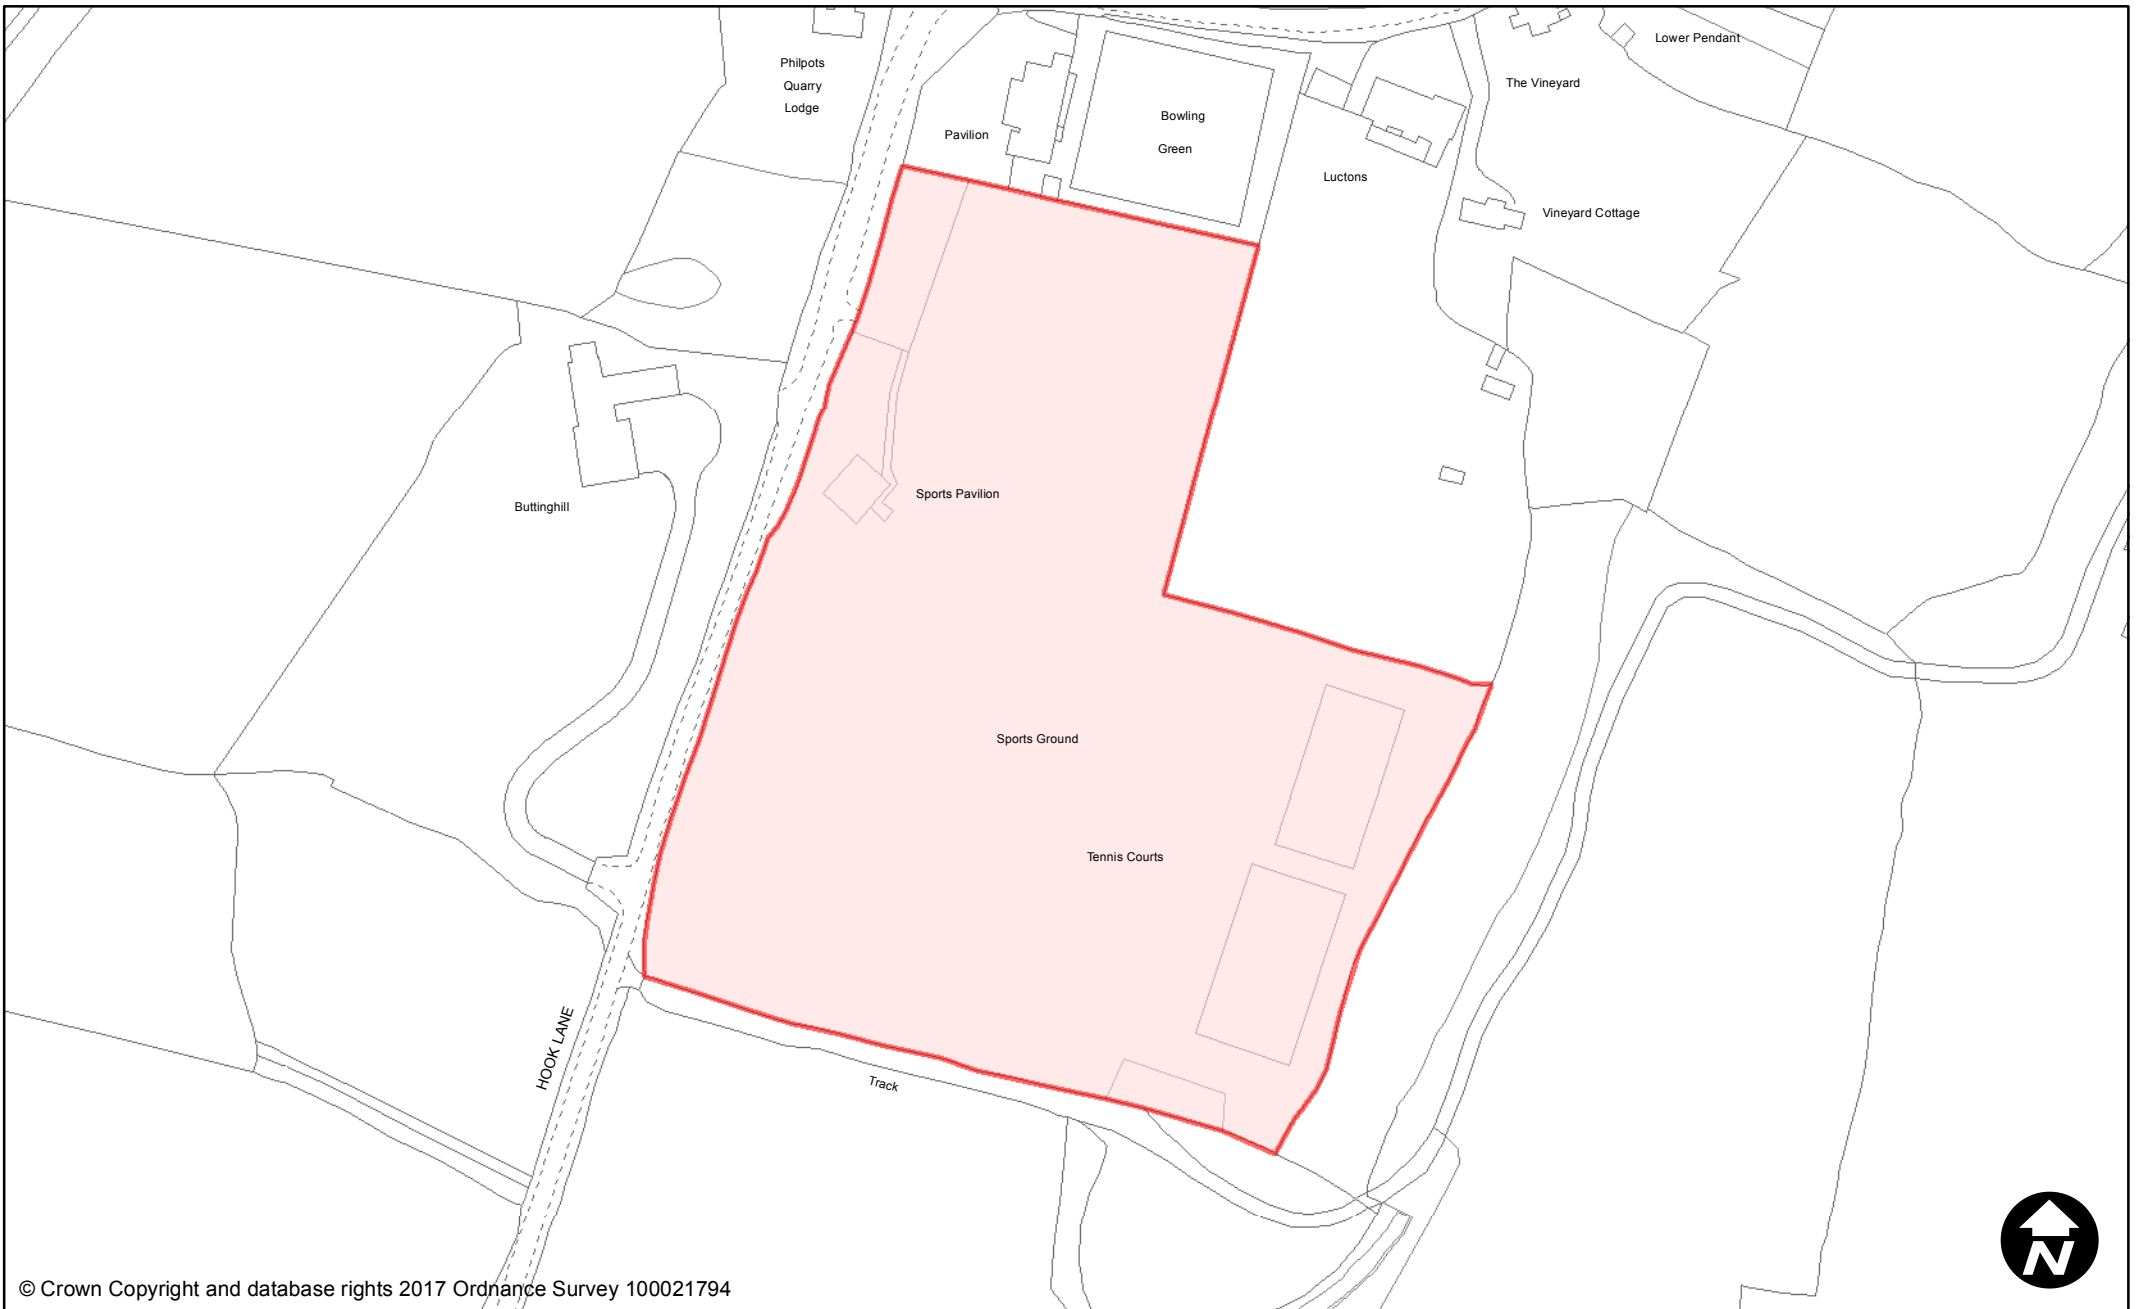 Lower Pendant
Philpots
Quarry
Lodge
The Vineyard
Pavilion
Bowling
Green
Luctons
Vineyard Cottage
Sports Pavilion
Buttinghill
Sports Ground
Tennis Courts
HOOK LANE
Track
N
© Crown Copyright and database rights 2017 Ordnance Survey 100021794